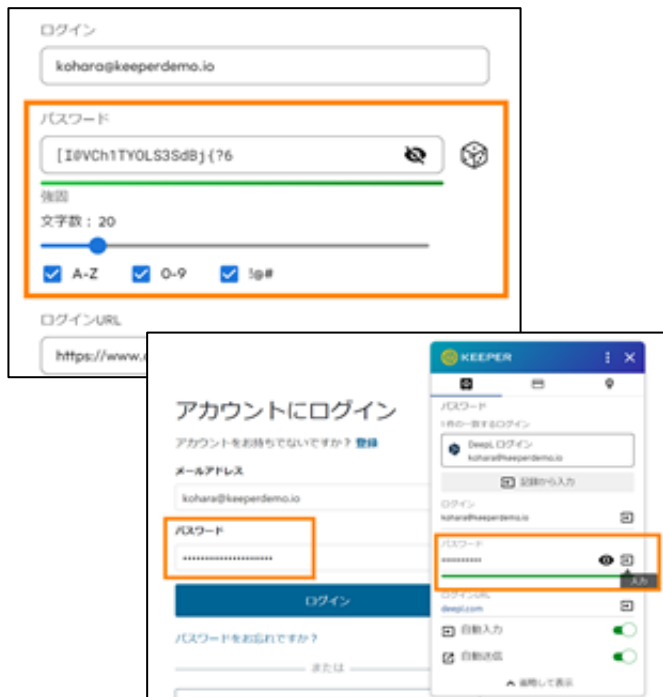 ログイン
kohara@keeperdemo.io
パスワード
[I0VCh1TYOLS3SdBj{?6
強固
文字数: 20
A-Z 0-9 !@#
ログインURL
https://www.
アカウントにログイン
アカウントをお持ちでないですか? 登録
メールアドレス
kohara@keeperdemo.io
パスワード
ログイン
パスワードをお忘れですか?
または
KEEPER
パスワード
1件の一致するログイン
DeepL ログイン
kohara@keeperdemo.io
記録から入力
ログイン
kohara@keeperdemo.io
パスワード
入力
ログインURL
deepl.com
自動入力
自動送信
省略して表示